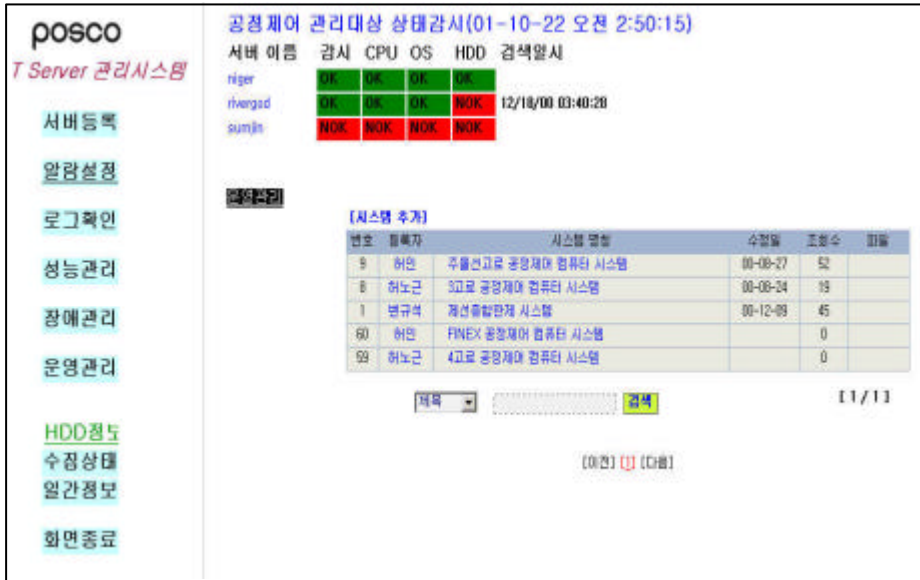 posco
T Server 관리시스템
서버등록
알람설정
로그확인
성능관리
장애관리
운영관리
HDD정보
수집상태
일간정보
화면종료
공정제어 관리대상 상태감시(01-10-22 오전 2:50:15)
서버 이름 감시 CPU OS HDD 검색일시
niger OK OK OK OK
rivergod OK OK OK NOK 12/18/00 03:40:28
sumjin NOK NOK NOK NOK
운영관리
[시스템 추가]
번호 등록자 시스템 명칭 수정일 조회수 파일
9 허인 주물선고로 공정제어 컴퓨터 시스템 00-08-27 52
8 허노근 3고로 공정제어 컴퓨터 시스템 00-08-24 19
1 변규석 제선종합관제 시스템 00-12-09 45
60 허인 FINEX 공정제어 컴퓨터 시스템 0
59 허노근 4고로 공정제어 컴퓨터 시스템 0
제목 검색 [1/1]
[이전] [1] [다음]